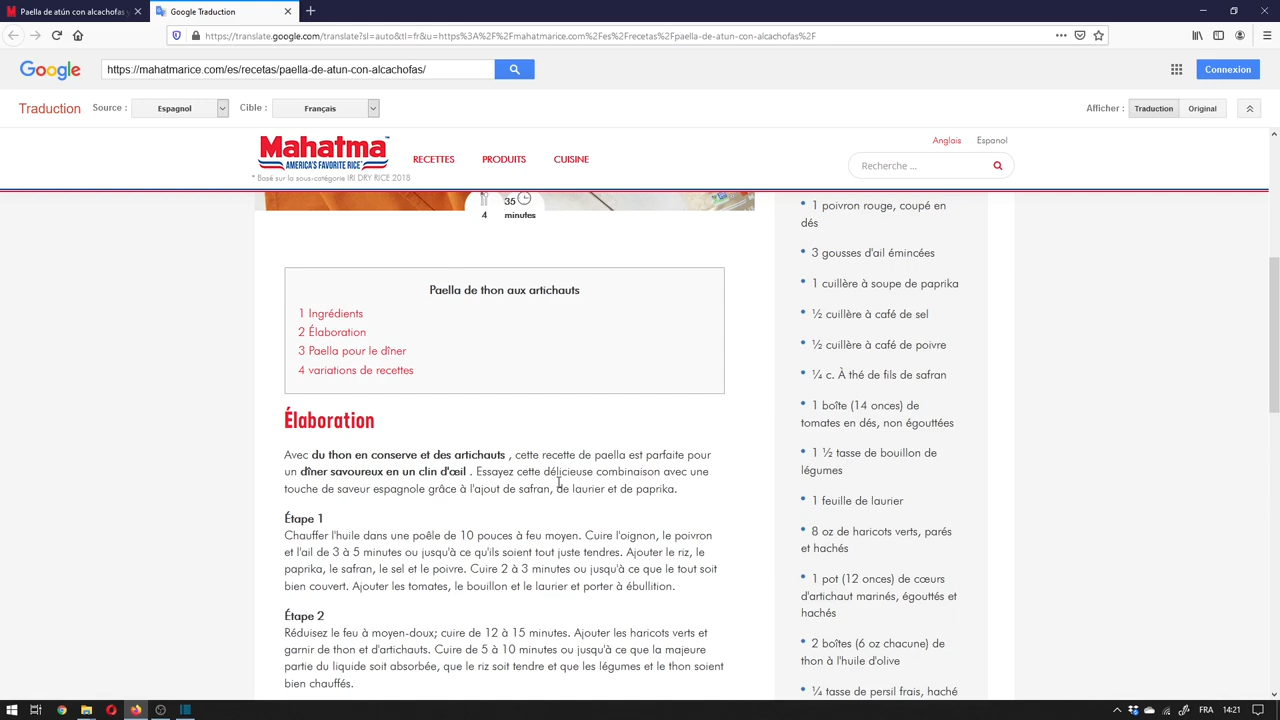 Paella de atún con alcachofas y
Google Traduction
https://translate.google.com/translate?sl=auto&tl=fr&u=https%3A%2F%2Fmahatmarice.com%2Fes%2Frecetas%2Fpaella-de-atun-con-alcachofas%2F
Google
https://mahatmarice.com/es/recetas/paella-de-atun-con-alcachofas/
Connexion
Traduction
Source :
Espagnol
Cible :
Français
Afficher :
Traduction
Original
Mahatma™
AMERICA'S FAVORITE RICE®
* Basé sur la sous-catégorie IRI DRY RICE 2018
RECETTES
PRODUITS
CUISINE
Anglais
Espanol
Recherche ...
4
35
minutes
Paella de thon aux artichauts
1 Ingrédients
2 Élaboration
3 Paella pour le dîner
4 variations de recettes
Élaboration
Avec du thon en conserve et des artichauts , cette recette de paella est parfaite pour
un dîner savoureux en un clin d'œil . Essayez cette délicieuse combinaison avec une
touche de saveur espagnole grâce à l'ajout de safran, de laurier et de paprika.
Étape 1
Chauffer l'huile dans une poêle de 10 pouces à feu moyen. Cuire l'oignon, le poivron
et l'ail de 3 à 5 minutes ou jusqu'à ce qu'ils soient tout juste tendres. Ajouter le riz, le
paprika, le safran, le sel et le poivre. Cuire 2 à 3 minutes ou jusqu'à ce que le tout soit
bien couvert. Ajouter les tomates, le bouillon et le laurier et porter à ébullition.
Étape 2
Réduisez le feu à moyen-doux; cuire de 12 à 15 minutes. Ajouter les haricots verts et
garnir de thon et d'artichauts. Cuire de 5 à 10 minutes ou jusqu'à ce que la majeure
partie du liquide soit absorbée, que le riz soit tendre et que les légumes et le thon soient
bien chauffés.
1 poivron rouge, coupé en
dés
3 gousses d'ail émincées
1 cuillère à soupe de paprika
½ cuillère à café de sel
½ cuillère à café de poivre
¼ c. À thé de fils de safran
1 boîte (14 onces) de
tomates en dés, non égouttées
1 ½ tasse de bouillon de
légumes
1 feuille de laurier
8 oz de haricots verts, parés
et hachés
1 pot (12 onces) de cœurs
d'artichaut marinés, égouttés et
hachés
2 boîtes (6 oz chacune) de
thon à l'huile d'olive
¼ tasse de persil frais, haché
FRA
14:21